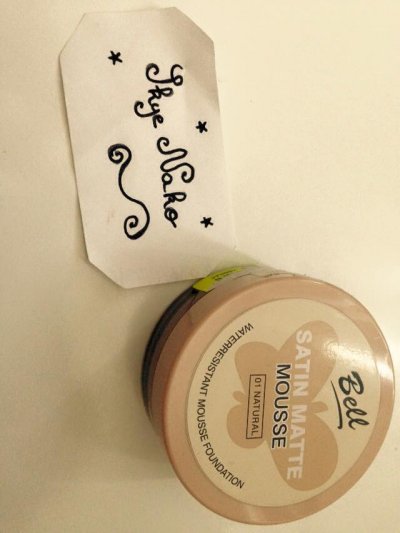 Skye Nako
Bell
SATIN MATTE
MOUSSE
01 NATURAL
WATERRESISTANT MOUSSE FOUNDATION